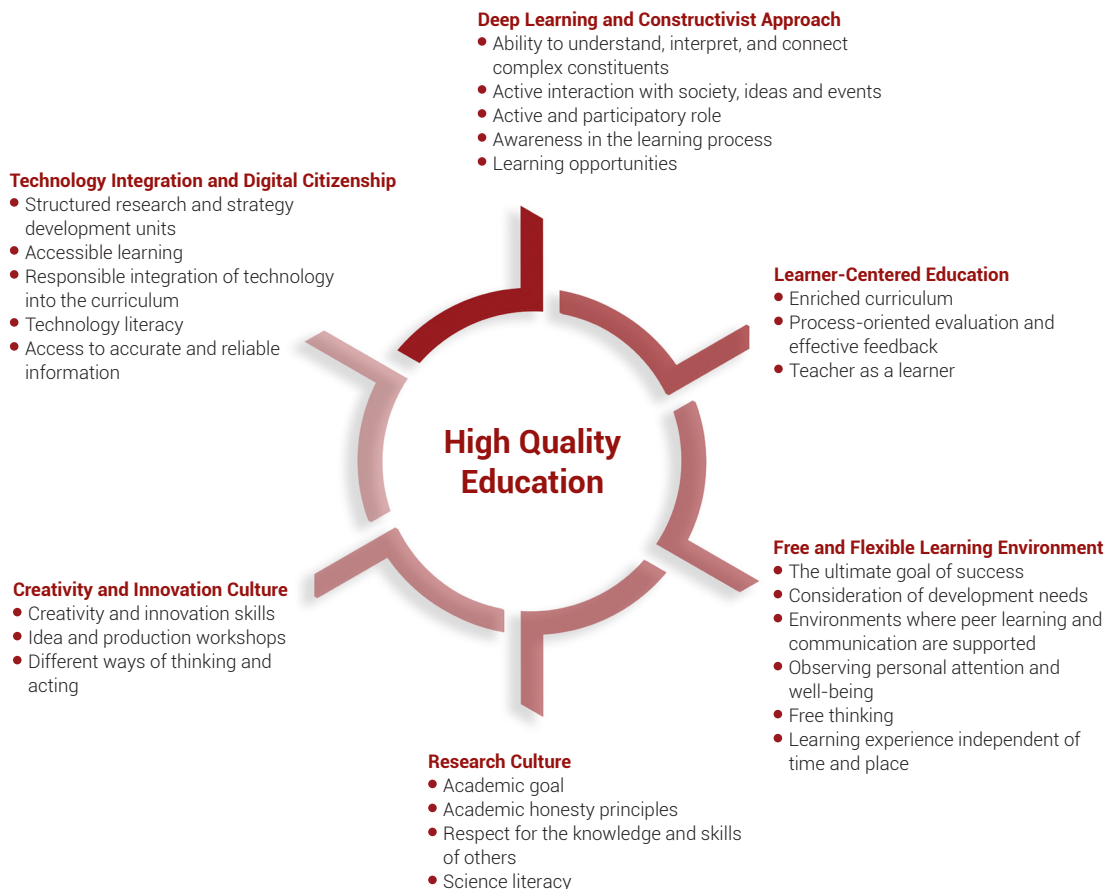 Deep Learning and Constructivist Approach
• Ability to understand, interpret, and connect
complex constituents
• Active interaction with society, ideas and events
• Active and participatory role
• Awareness in the learning process
• Learning opportunities
Technology Integration and Digital Citizenship
• Structured research and strategy
development units
• Accessible learning
• Responsible integration of technology
into the curriculum
• Technology literacy
• Access to accurate and reliable
information
Learner-Centered Education
• Enriched curriculum
• Process-oriented evaluation and
effective feedback
• Teacher as a learner
High Quality
Education
Free and Flexible Learning Environment
• The ultimate goal of success
• Consideration of development needs
• Environments where peer learning and
communication are supported
• Observing personal attention and
well-being
• Free thinking
• Learning experience independent of
time and place
Creativity and Innovation Culture
• Creativity and innovation skills
• Idea and production workshops
• Different ways of thinking and
acting
Research Culture
• Academic goal
• Academic honesty principles
• Respect for the knowledge and skills
of others
• Science literacy